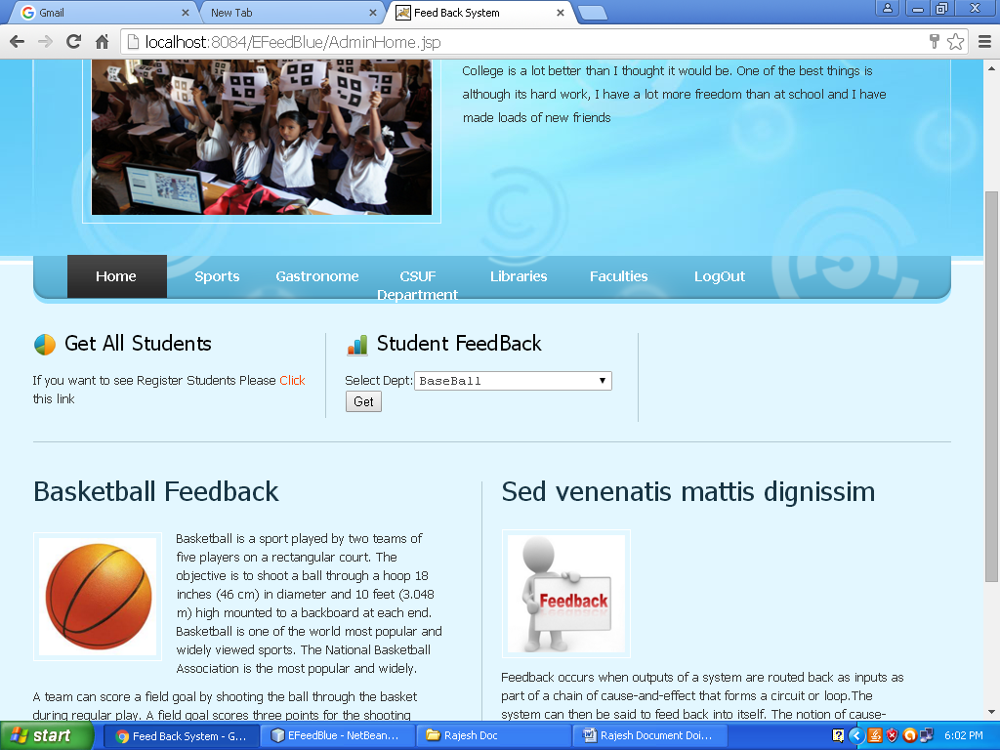 Gmail
New Tab
Feed Back System
localhost:8084/EFeedBlue/AdminHome.jsp
College is a lot better than I thought it would be. One of the best things is
although its hard work, I have a lot more freedom than at school and I have
made loads of new friends
Home
Sports
Gastronome
CSUF
Department
Libraries
Faculties
LogOut
Get All Students
If you want to see Register Students Please Click
this link
Student FeedBack
Select Dept: BaseBall
Get
Basketball Feedback
Basketball is a sport played by two teams of
five players on a rectangular court. The
objective is to shoot a ball through a hoop 18
inches (46 cm) in diameter and 10 feet (3.048
m) high mounted to a backboard at each end.
Basketball is one of the world most popular and
widely viewed sports. The National Basketball
Association is the most popular and widely.
A team can score a field goal by shooting the ball through the basket
during regular play. A field goal scores three points for the shooting
Sed venenatis mattis dignissim
Feedback
Feedback occurs when outputs of a system are routed back as inputs as
part of a chain of cause-and-effect that forms a circuit or loop.The
system can then be said to feed back into itself. The notion of cause-
start
Feed Back System - G...
EFeedBlue - NetBean...
Rajesh Doc
Rajesh Document Doi...
6:02 PM